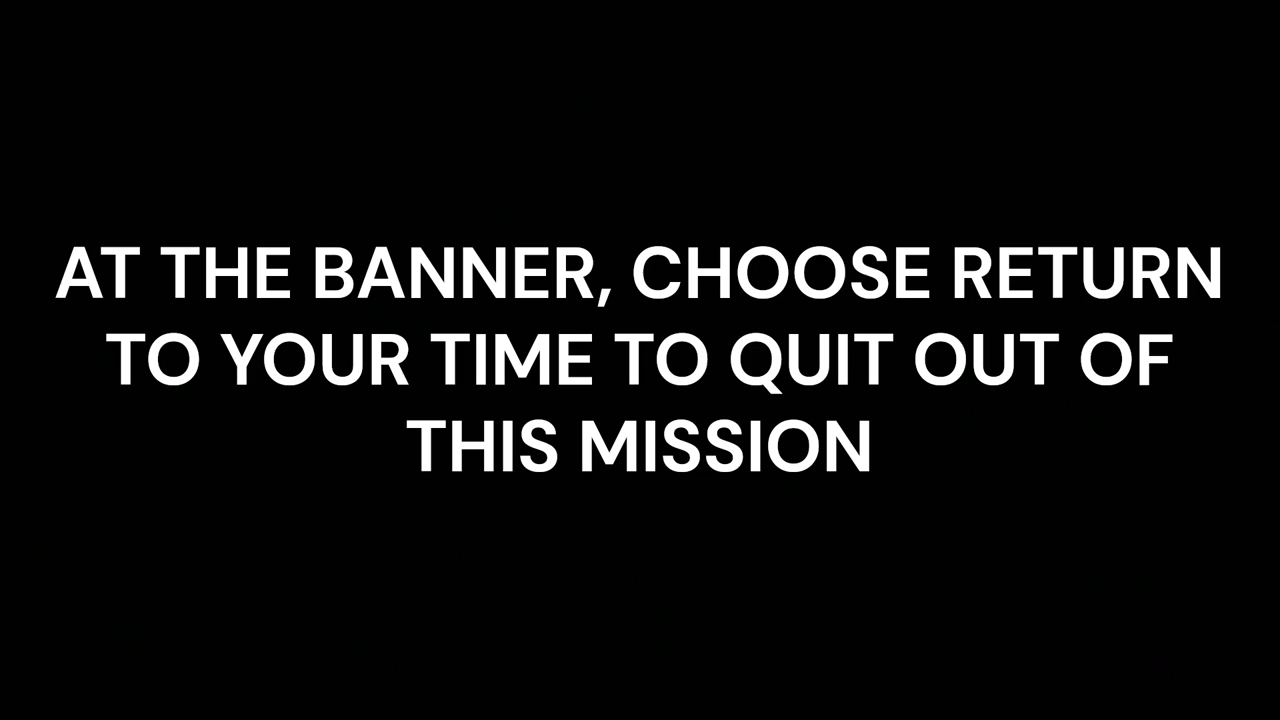 AT THE BANNER, CHOOSE RETURN
TO YOUR TIME TO QUIT OUT OF
THIS MISSION